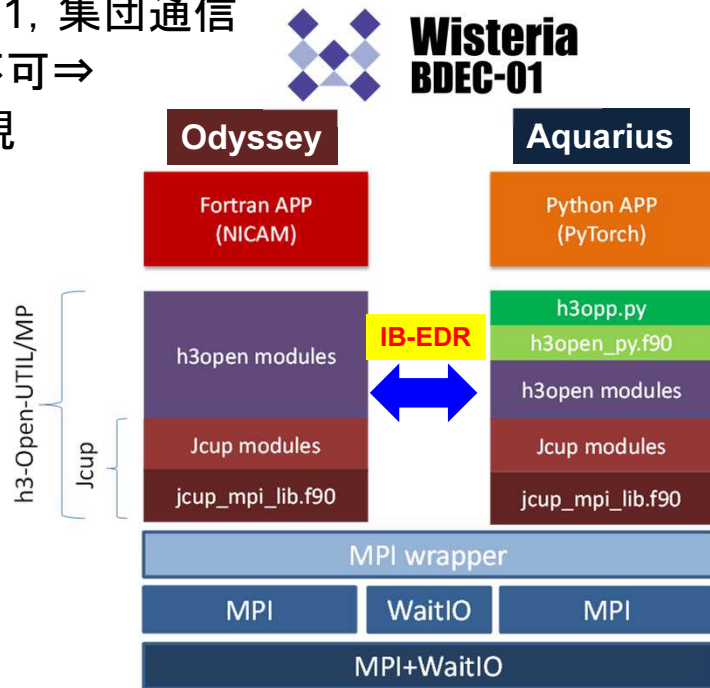 1, 集団通信
不可⇒
現
Wisteria
BDEC-01
Odyssey
Aquarius
Fortran APP
(NICAM)
Python APP
(PyTorch)
h3-Open-UTIL/MP
Jcup
h3open modules
Jcup modules
jcup_mpi_lib.f90
IB-EDR
h3opp.py
h3open_py.f90
h3open modules
Jcup modules
jcup_mpi_lib.f90
MPI wrapper
MPI
WaitIO
MPI
MPI+WaitIO